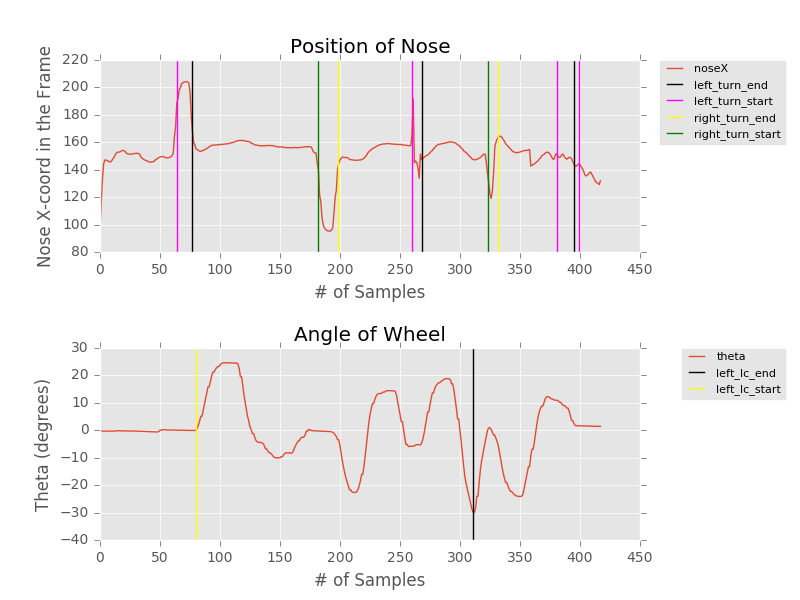 Position of Nose
Nose X-coord in the Frame
220
200
180
160
140
120
100
80
0 50 100 150 200 250 300 350 400 450
# of Samples
noseX
left_turn_end
left_turn_start
right_turn_end
right_turn_start
Angle of Wheel
Theta (degrees)
30
20
10
0
−10
−20
−30
−40
0 50 100 150 200 250 300 350 400 450
# of Samples
theta
left_lc_end
left_lc_start